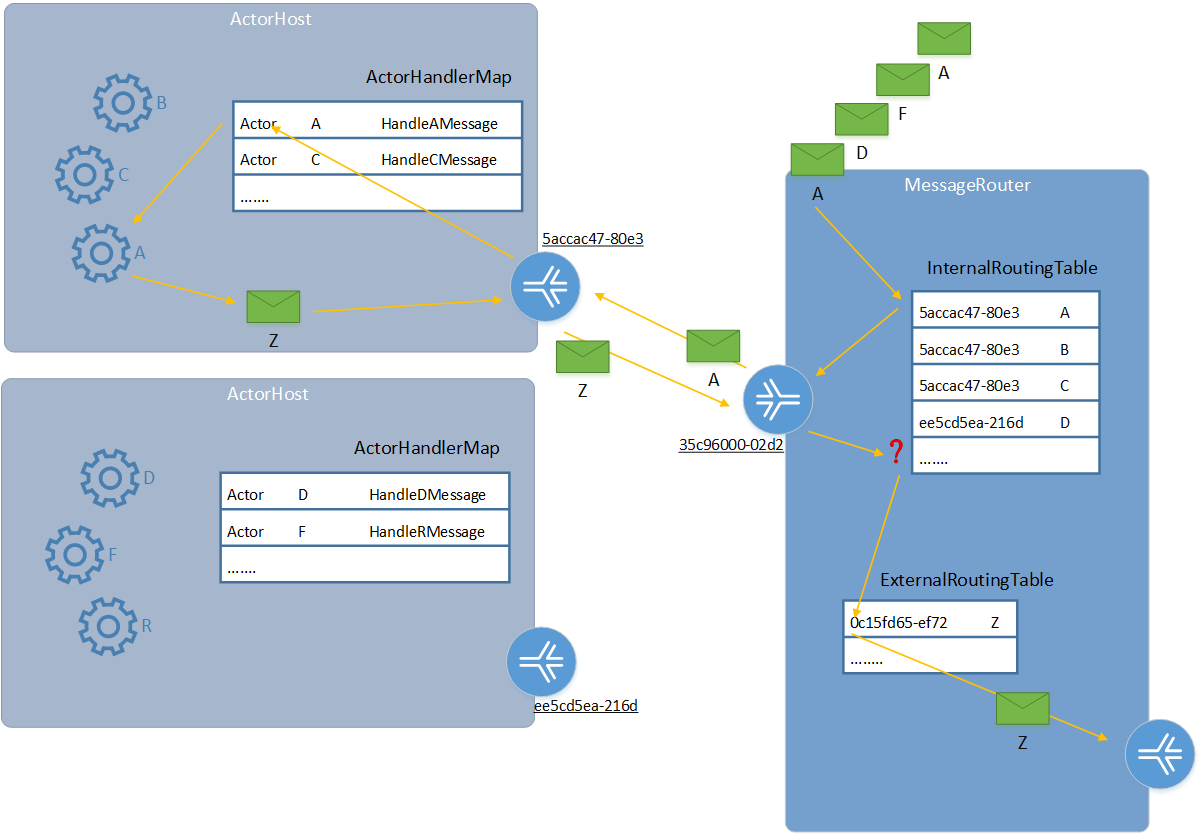 ActorHost
ActorHandlerMap
B
Actor A HandleAMessage
Actor C HandleCMessage
.......
C
A
Z
5accac47-80e3
Z
A
35c96000-02d2
ActorHost
ActorHandlerMap
D
Actor D HandleDMessage
Actor F HandleRMessage
.......
F
R
ee5cd5ea-216d
A
F
D
A
MessageRouter
InternalRoutingTable
5accac47-80e3 A
5accac47-80e3 B
5accac47-80e3 C
ee5cd5ea-216d D
.......
?
ExternalRoutingTable
0c15fd65-ef72 Z
........
Z